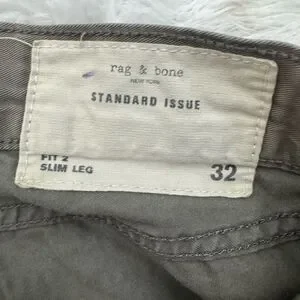 rag & bone
NEW YORK
STANDARD ISSUE
FIT 2
SLIM LEG
32